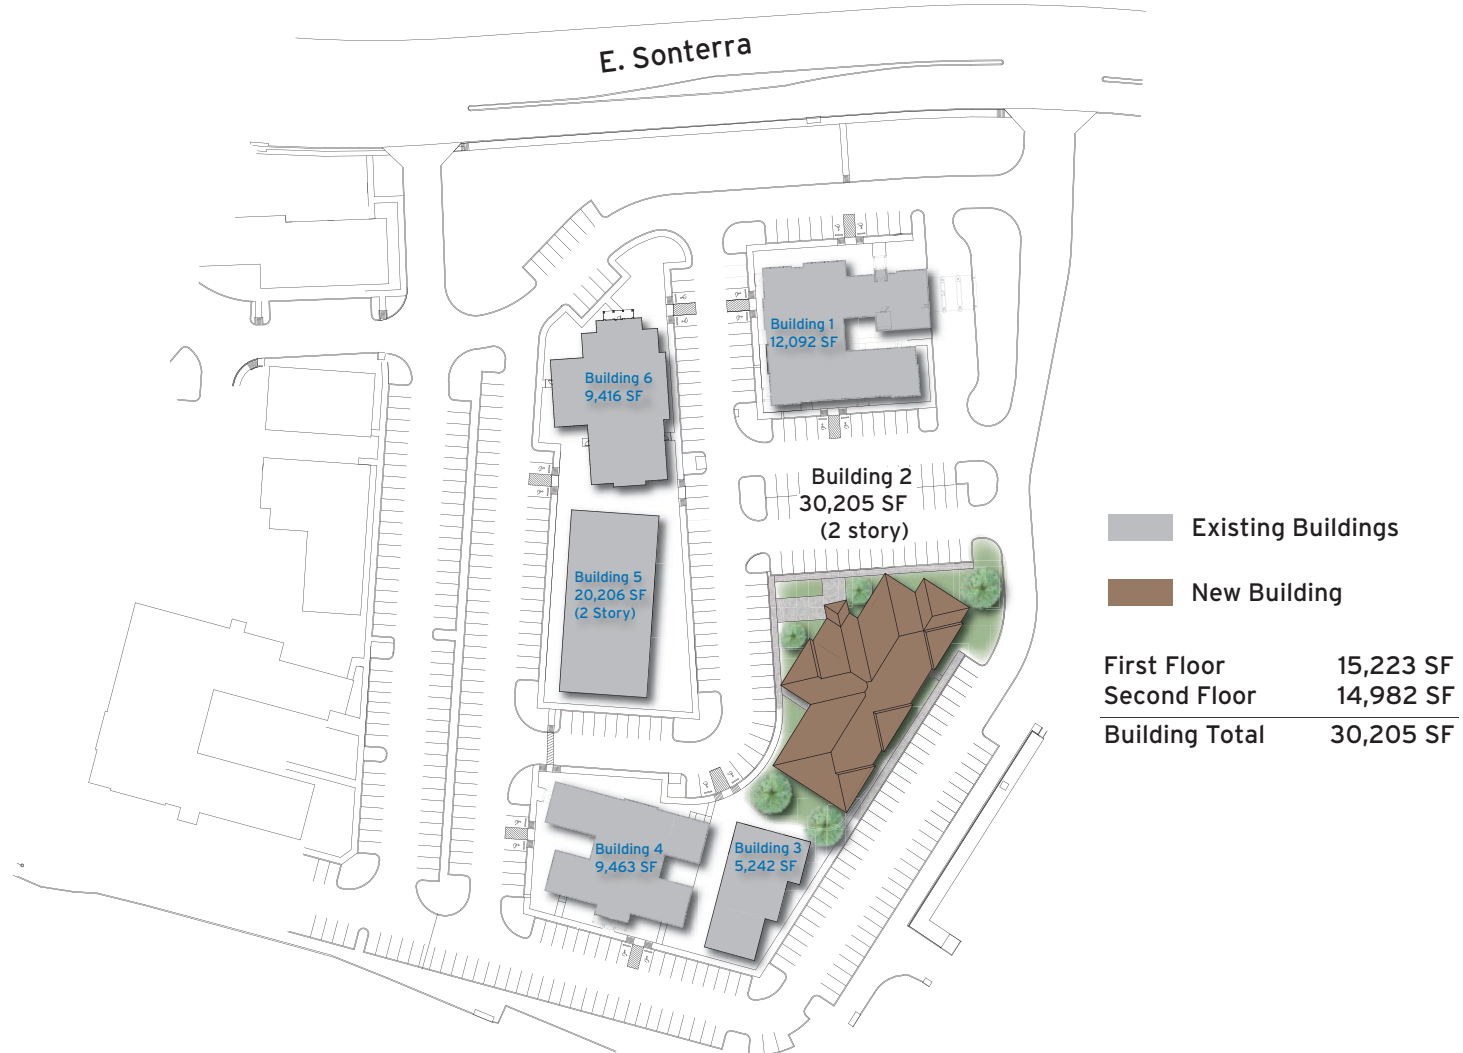 E. Sonterra
Building 1
12,092 SF
Building 6
9,416 SF
Building 2
30,205 SF
(2 story)
Building 5
20,206 SF
(2 Story)
Building 4
9,463 SF
Building 3
5,242 SF
Existing Buildings
New Building
First Floor 15,223 SF
Second Floor 14,982 SF
Building Total 30,205 SF